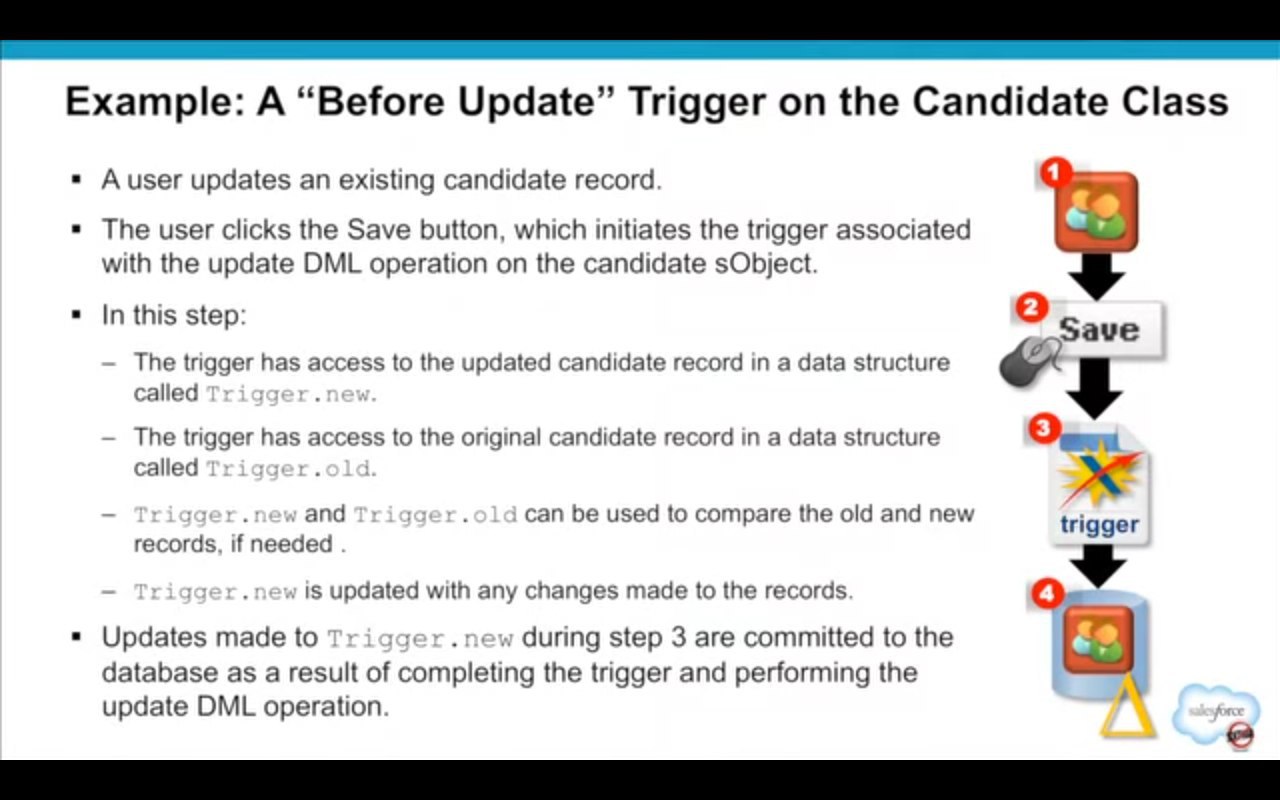 Example: A “Before Update” Trigger on the Candidate Class
▪ A user updates an existing candidate record.
▪ The user clicks the Save button, which initiates the trigger associated
with the update DML operation on the candidate sObject.
▪ In this step:
– The trigger has access to the updated candidate record in a data structure
called Trigger.new.
– The trigger has access to the original candidate record in a data structure
called Trigger.old.
– Trigger.new and Trigger.old can be used to compare the old and new
records, if needed .
– Trigger.new is updated with any changes made to the records.
▪ Updates made to Trigger.new during step 3 are committed to the
database as a result of completing the trigger and performing the
update DML operation.
1
2
Save
3
trigger
4
salesforce